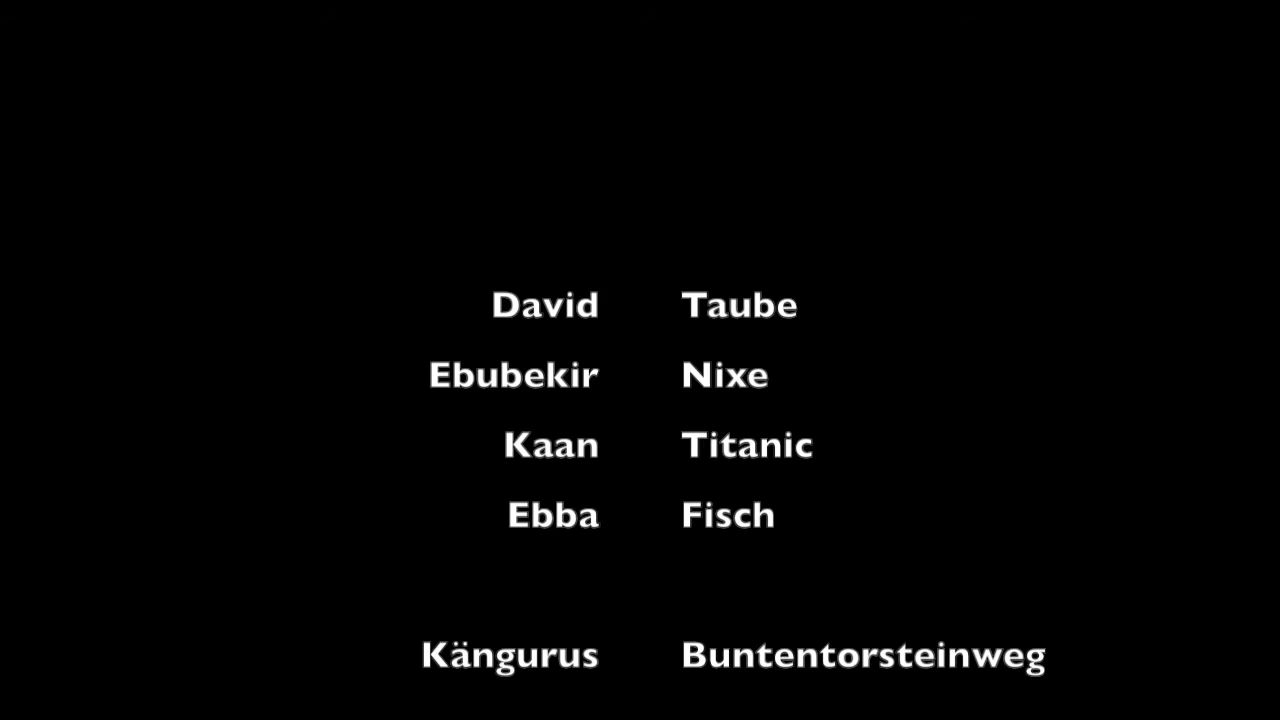 David Taube
Ebubekir Nixe
Kaan Titanic
Ebba Fisch
Kängurus Buntentorsteinweg